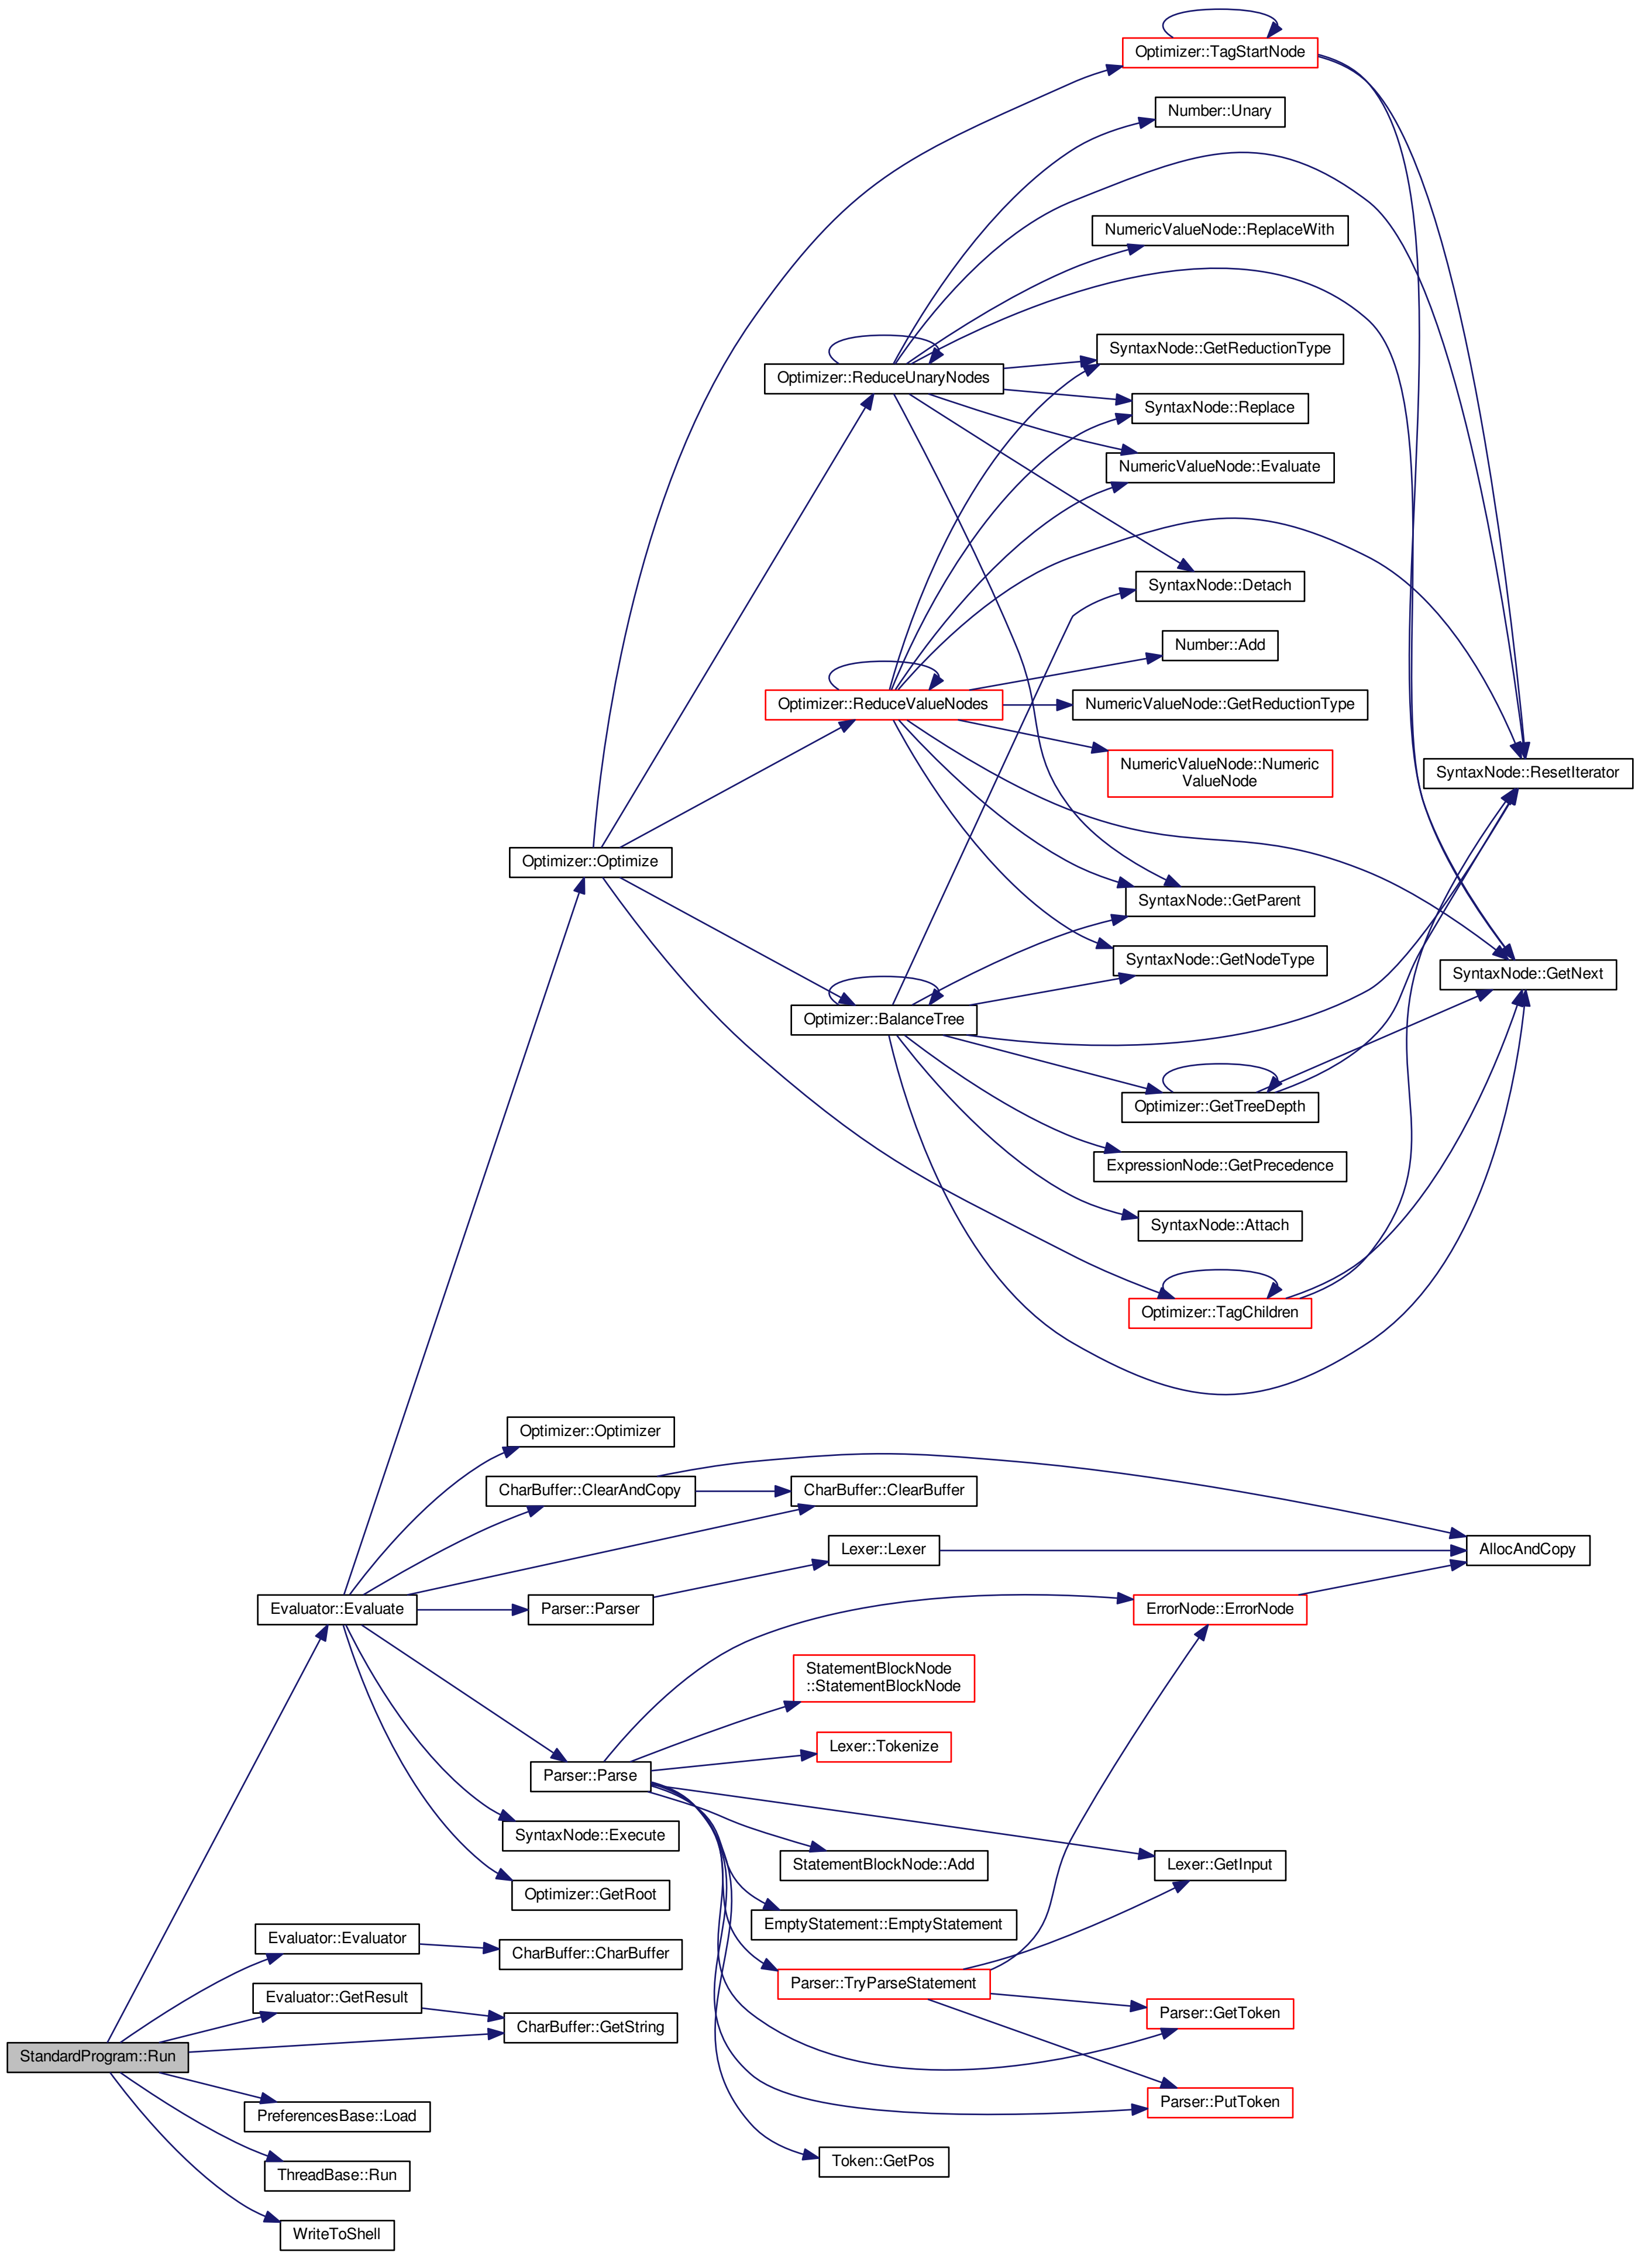 Optimizer::TagStartNode
Number::Unary
NumericValueNode::ReplaceWith
SyntaxNode::GetReductionType
Optimizer::ReduceUnaryNodes
SyntaxNode::Replace
NumericValueNode::Evaluate
SyntaxNode::Detach
Number::Add
Optimizer::ReduceValueNodes
NumericValueNode::GetReductionType
NumericValueNode::Numeric
ValueNode
SyntaxNode::ResetIterator
Optimizer::Optimize
SyntaxNode::GetParent
SyntaxNode::GetNodeType
SyntaxNode::GetNext
Optimizer::BalanceTree
Optimizer::GetTreeDepth
ExpressionNode::GetPrecedence
SyntaxNode::Attach
Optimizer::TagChildren
Optimizer::Optimizer
CharBuffer::ClearAndCopy
CharBuffer::ClearBuffer
Lexer::Lexer
AllocAndCopy
Evaluator::Evaluate
Parser::Parser
ErrorNode::ErrorNode
StatementBlockNode
::StatementBlockNode
Lexer::Tokenize
Parser::Parse
SyntaxNode::Execute
StatementBlockNode::Add
Lexer::GetInput
Optimizer::GetRoot
EmptyStatement::EmptyStatement
Evaluator::Evaluator
CharBuffer::CharBuffer
Parser::TryParseStatement
Evaluator::GetResult
CharBuffer::GetString
Parser::GetToken
StandardProgram::Run
PreferencesBase::Load
Parser::PutToken
Token::GetPos
ThreadBase::Run
WriteToShell